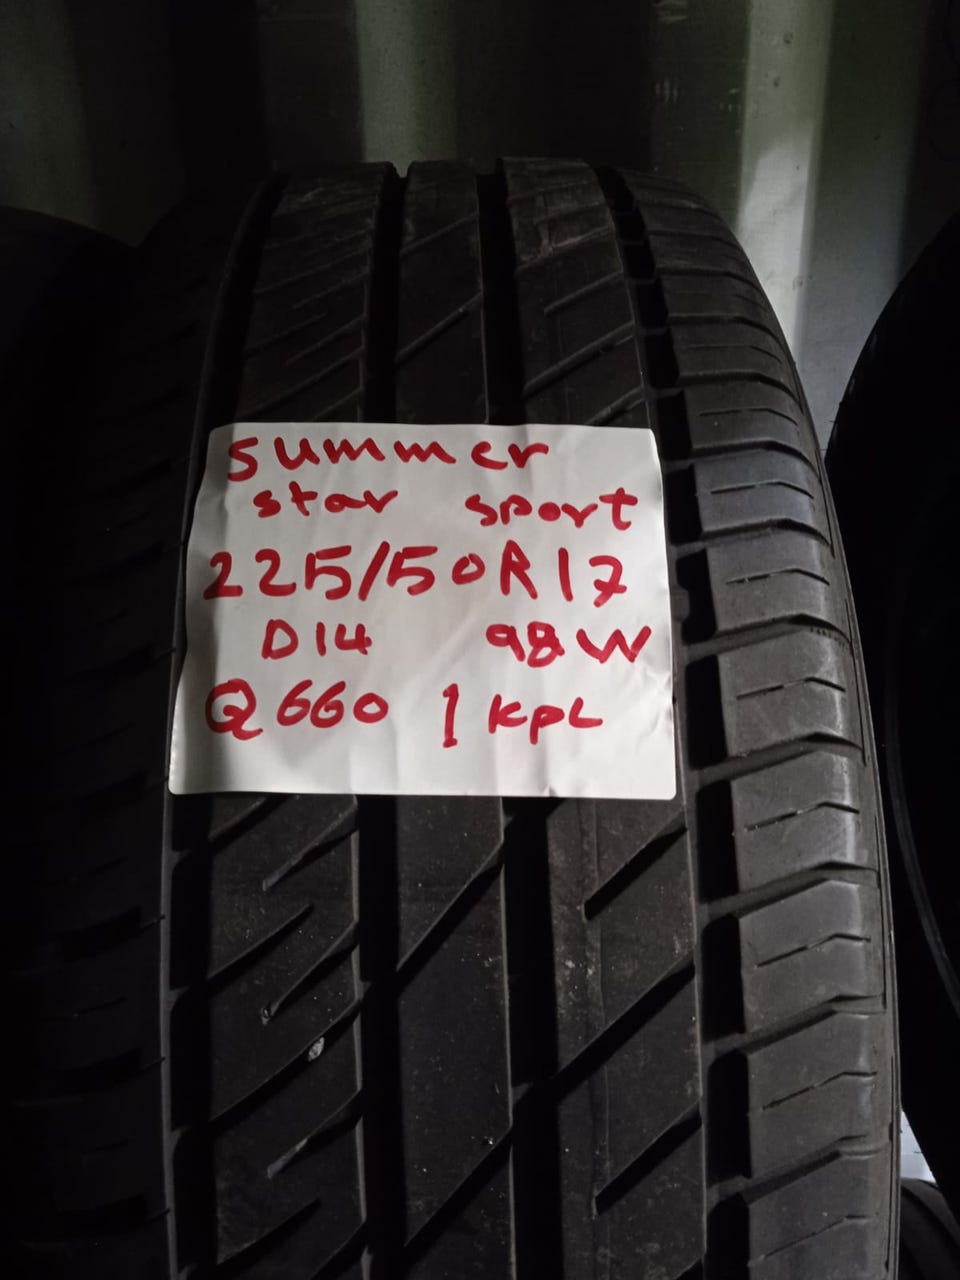 summer
star sport
225/50R17
D14 98W
Q660 1 kpl